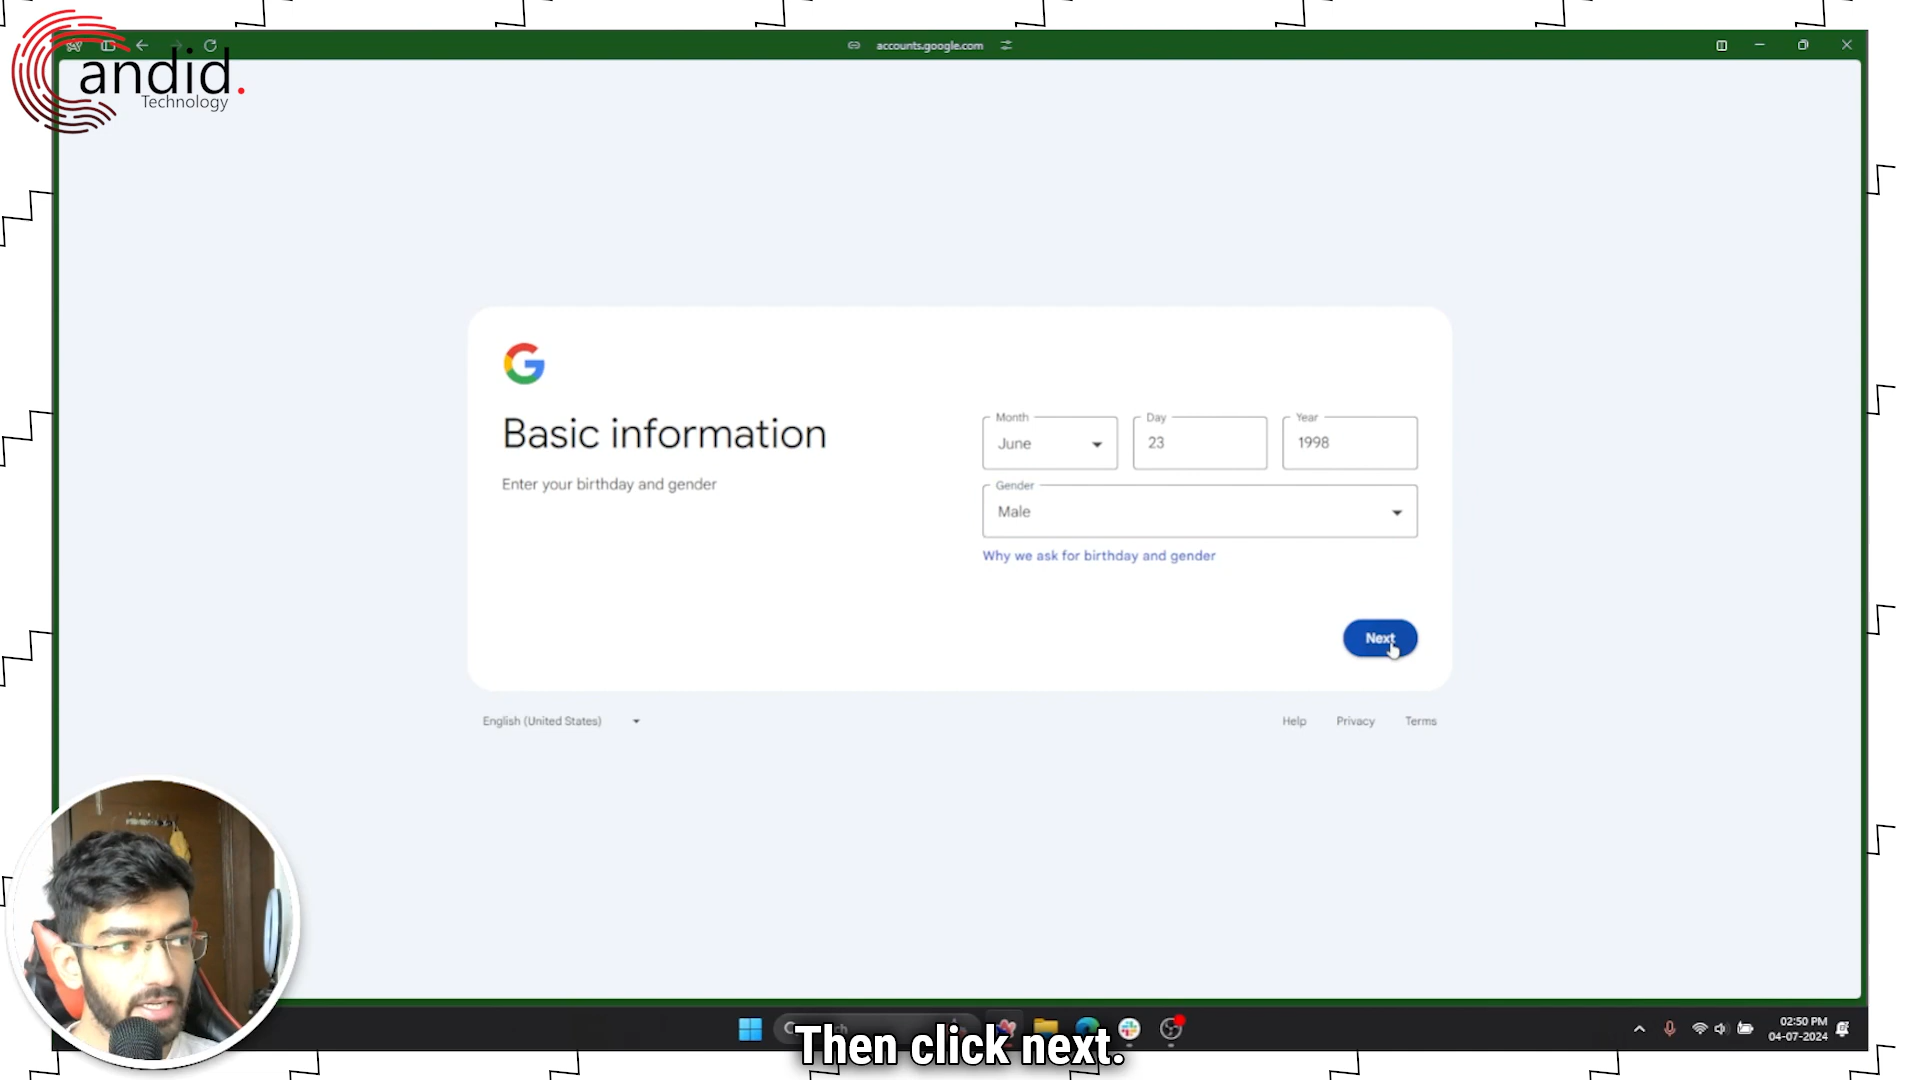 andid.
Technology
accounts.google.com
Basic information
Enter your birthday and gender
Month
June
Day
23
Year
1998
Gender
Male
Why we ask for birthday and gender
Next
English (United States)
Help
Privacy
Terms
Then click next.
02:50 PM
04-07-2024